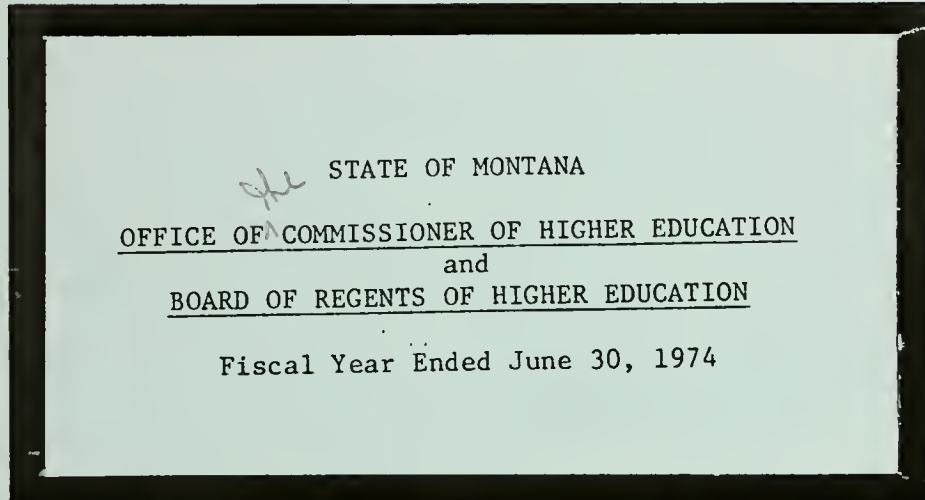 STATE OF MONTANA
the
OFFICE OF ^ COMMISSIONER OF HIGHER EDUCATION
and
BOARD OF REGENTS OF HIGHER EDUCATION
Fiscal Year Ended June 30, 1974